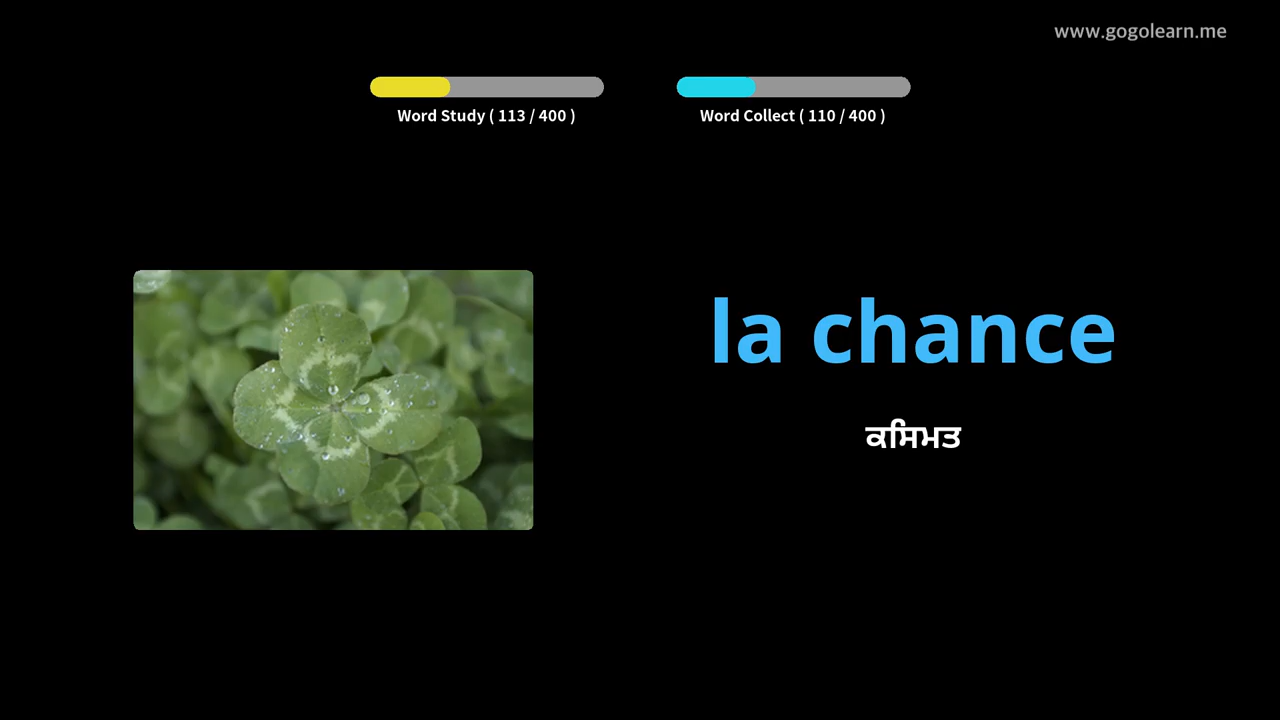 www.gogolearn.me
Word Study ( 113 / 400 )
Word Collect ( 110 / 400 )
la chance
ਕਿਸਮਤ